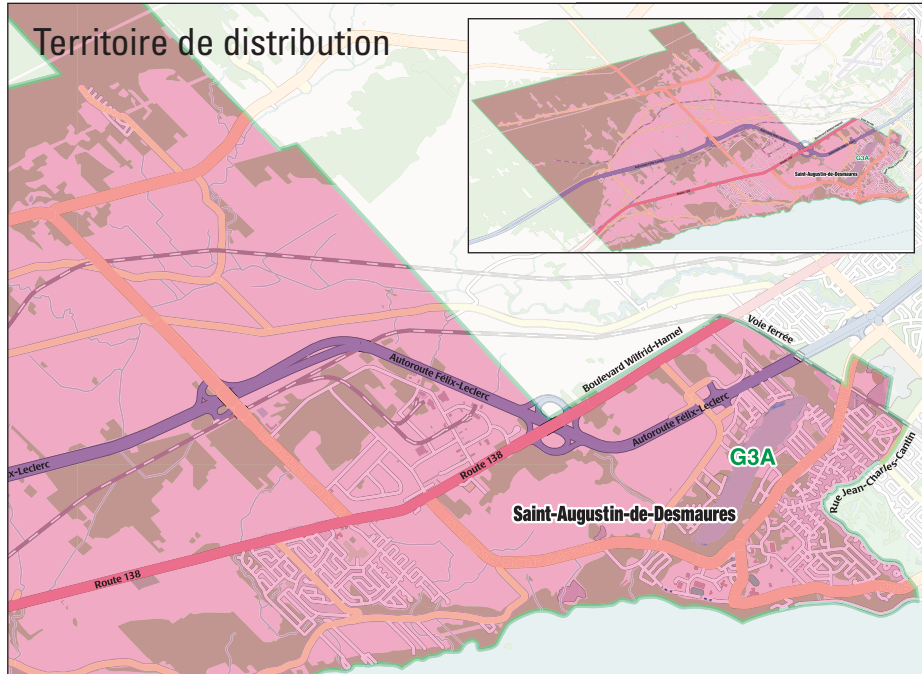 Territoire de distribution
G3A
Saint-Augustin-de-Desmaures
Boulevard Wilfrid-Hamel
Voie ferrée
Autoroute Félix-Leclerc
Autoroute Félix-Leclerc
G3A
Rue Jean-Charles-Cantin
x-Leclerc
Route 138
Saint-Augustin-de-Desmaures
Route 138